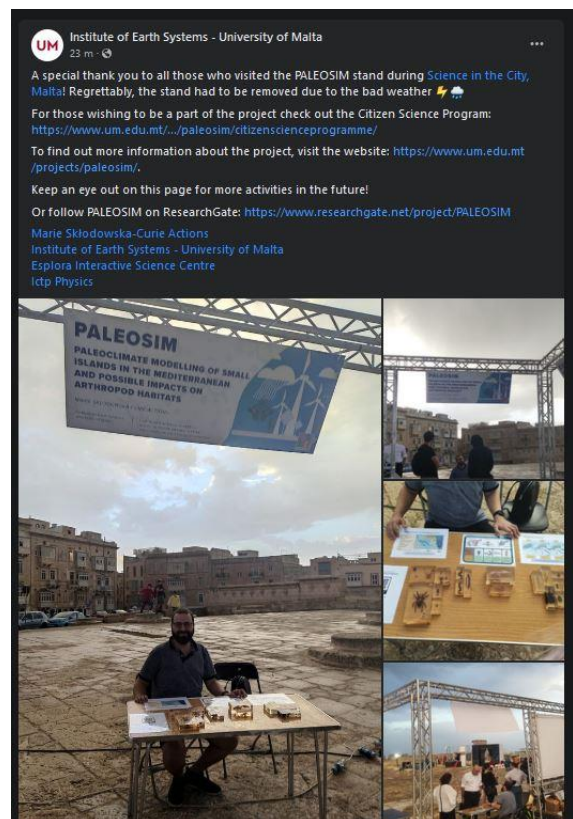 UM
Institute of Earth Systems - University of Malta
23 m
A special thank you to all those who visited the PALEOSIM stand during Science in the City,
Malta! Regrettably, the stand had to be removed due to the bad weather ⚡🌧
For those wishing to be a part of the project check out the Citizen Science Program:
https://www.um.edu.mt/.../paleosim/citizenscienceprogramme/
To find out more information about the project, visit the website: https://www.um.edu.mt
/projects/paleosim/.
Keep an eye out on this page for more activities in the future!
Or follow PALEOSIM on ResearchGate: https://www.researchgate.net/project/PALEOSIM
Marie Skłodowska-Curie Actions
Institute of Earth Systems - University of Malta
Esplora Interactive Science Centre
Ictp Physics
PALEOSIM
PALEOCLIMATE MODELLING OF SMALL
ISLANDS IN THE MEDITERRANEAN
AND POSSIBLE IMPACTS ON
ARTHROPOD HABITATS
PALEOSIM